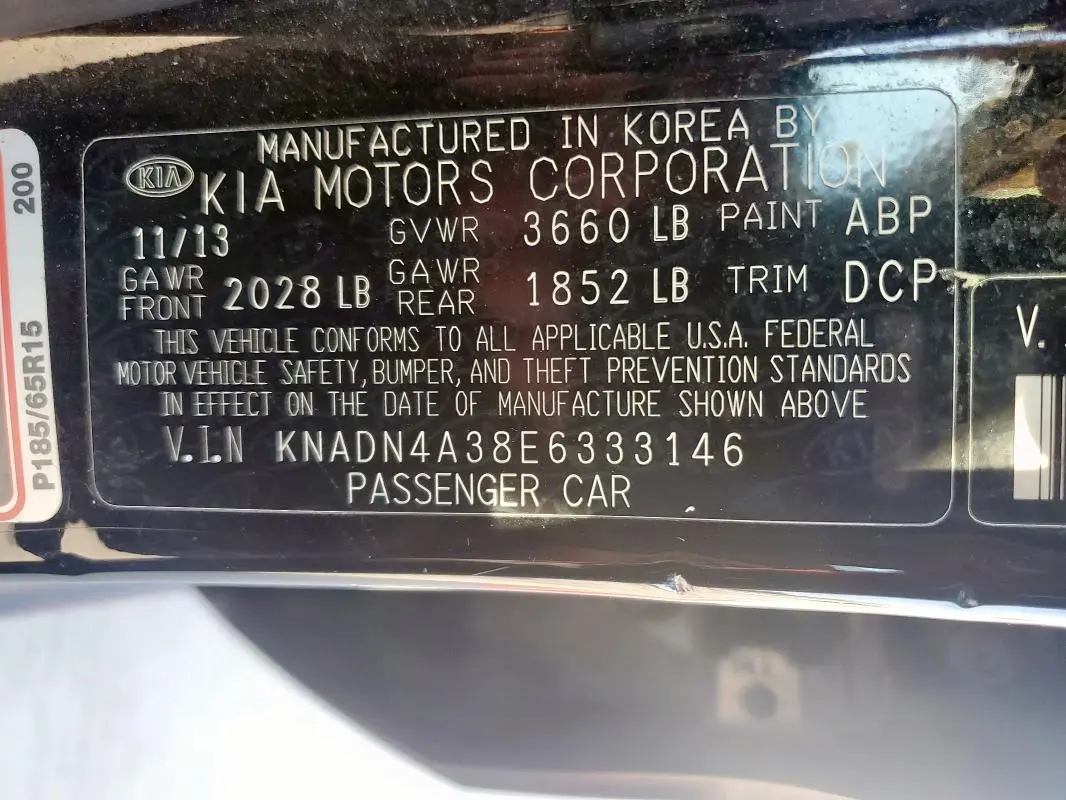 MANUFACTURED IN KOREA BY
KIA KIA MOTORS CORPORATION
11/13 GVWR 3660 LB PAINT ABP
GAWR FRONT 2028 LB GAWR REAR 1852 LB TRIM DCP
THIS VEHICLE CONFORMS TO ALL APPLICABLE U.S.A. FEDERAL
MOTOR VEHICLE SAFETY, BUMPER, AND THEFT PREVENTION STANDARDS
IN EFFECT ON THE DATE OF MANUFACTURE SHOWN ABOVE
V.I.N KNADN4A38E6333146
PASSENGER CAR
P185/65R15 200
V.